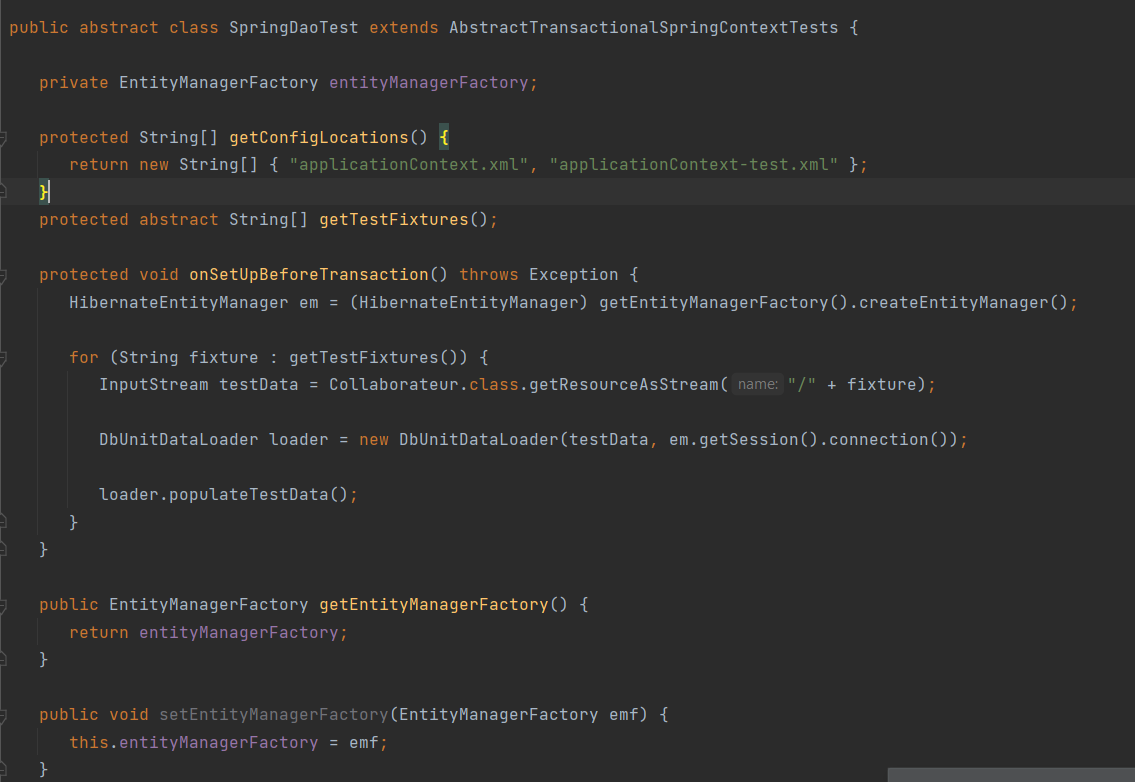 public abstract class SpringDaoTest extends AbstractTransactionalSpringContextTests {
private EntityManagerFactory entityManagerFactory;
protected String[] getConfigLocations() {
return new String[] { "applicationContext.xml", "applicationContext-test.xml" };
}
protected abstract String[] getTestFixtures();
protected void onSetUpBeforeTransaction() throws Exception {
HibernateEntityManager em = (HibernateEntityManager) getEntityManagerFactory().createEntityManager();
for (String fixture : getTestFixtures()) {
InputStream testData = Collaborateur.class.getResourceAsStream( name: "/" + fixture);
DbUnitDataLoader loader = new DbUnitDataLoader(testData, em.getSession().connection());
loader.populateTestData();
}
}
public EntityManagerFactory getEntityManagerFactory() {
return entityManagerFactory;
}
public void setEntityManagerFactory(EntityManagerFactory emf) {
this.entityManagerFactory = emf;
}